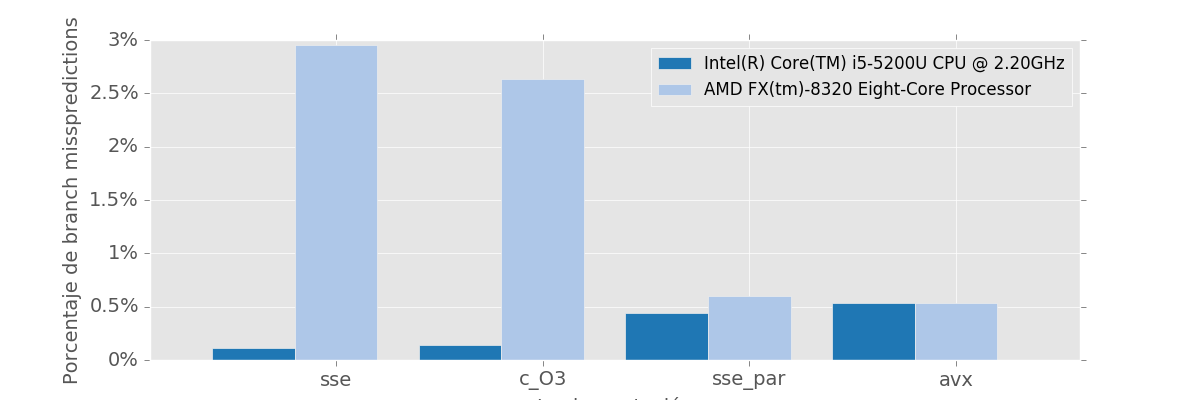 Porcentaje de branch misspredictions
3%
2.5%
2%
1.5%
1%
0.5%
0%
Intel(R) Core(TM) i5-5200U CPU @ 2.20GHz
AMD FX(tm)-8320 Eight-Core Processor
sse
c_O3
sse_par
avx